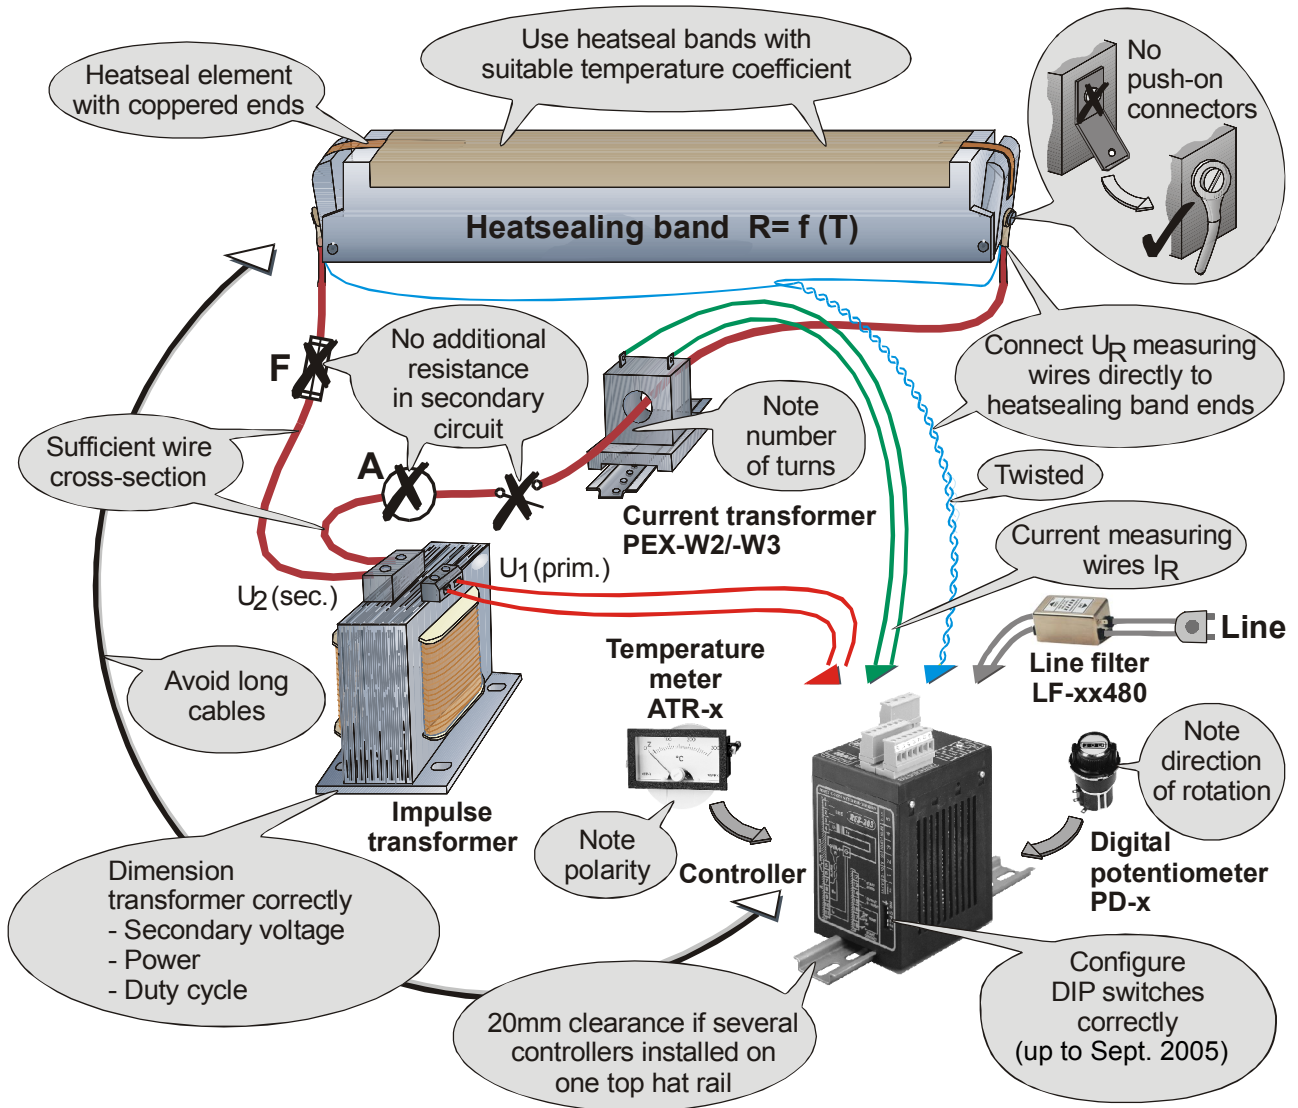 Use heatseal bands with
suitable temperature coefficient
Heatseal element
with coppered ends
No
push-on
connectors
Heatsealing band R= f (T)
F
No additional
resistance
in secondary
circuit
Connect UR measuring
wires directly to
heatsealing band ends
Note
number
of turns
Sufficient wire
cross-section
A
Twisted
Current transformer
PEX-W2/-W3
Current measuring
wires IR
U1 (prim.)
U2 (sec.)
Line
Line filter
LF-xx480
Temperature
meter
ATR-x
Avoid long
cables
°C
Note
direction
of rotation
Impulse
transformer
Note
polarity
Controller
Digital
potentiometer
PD-x
Dimension
transformer correctly
- Secondary voltage
- Power
- Duty cycle
Configure
DIP switches
correctly
(up to Sept. 2005)
20mm clearance if several
controllers installed on
one top hat rail